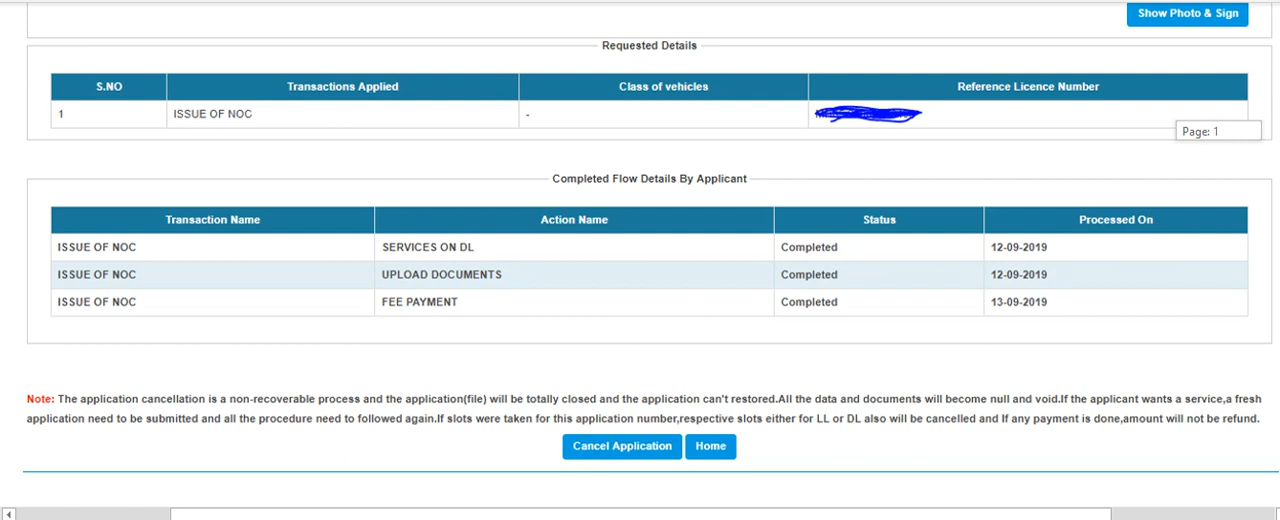 Show Photo & Sign
Requested Details
S.NO Transactions Applied Class of vehicles Reference Licence Number
1 ISSUE OF NOC -
Page: 1
Completed Flow Details By Applicant
Transaction Name Action Name Status Processed On
ISSUE OF NOC SERVICES ON DL Completed 12-09-2019
ISSUE OF NOC UPLOAD DOCUMENTS Completed 12-09-2019
ISSUE OF NOC FEE PAYMENT Completed 13-09-2019
Note: The application cancellation is a non-recoverable process and the application(file) will be totally closed and the application can't restored.All the data and documents will become null and void.If the applicant wants a service,a fresh
application need to be submitted and all the procedure need to followed again.If slots were taken for this application number,respective slots either for LL or DL also will be cancelled and If any payment is done,amount will not be refund.
Cancel Application Home